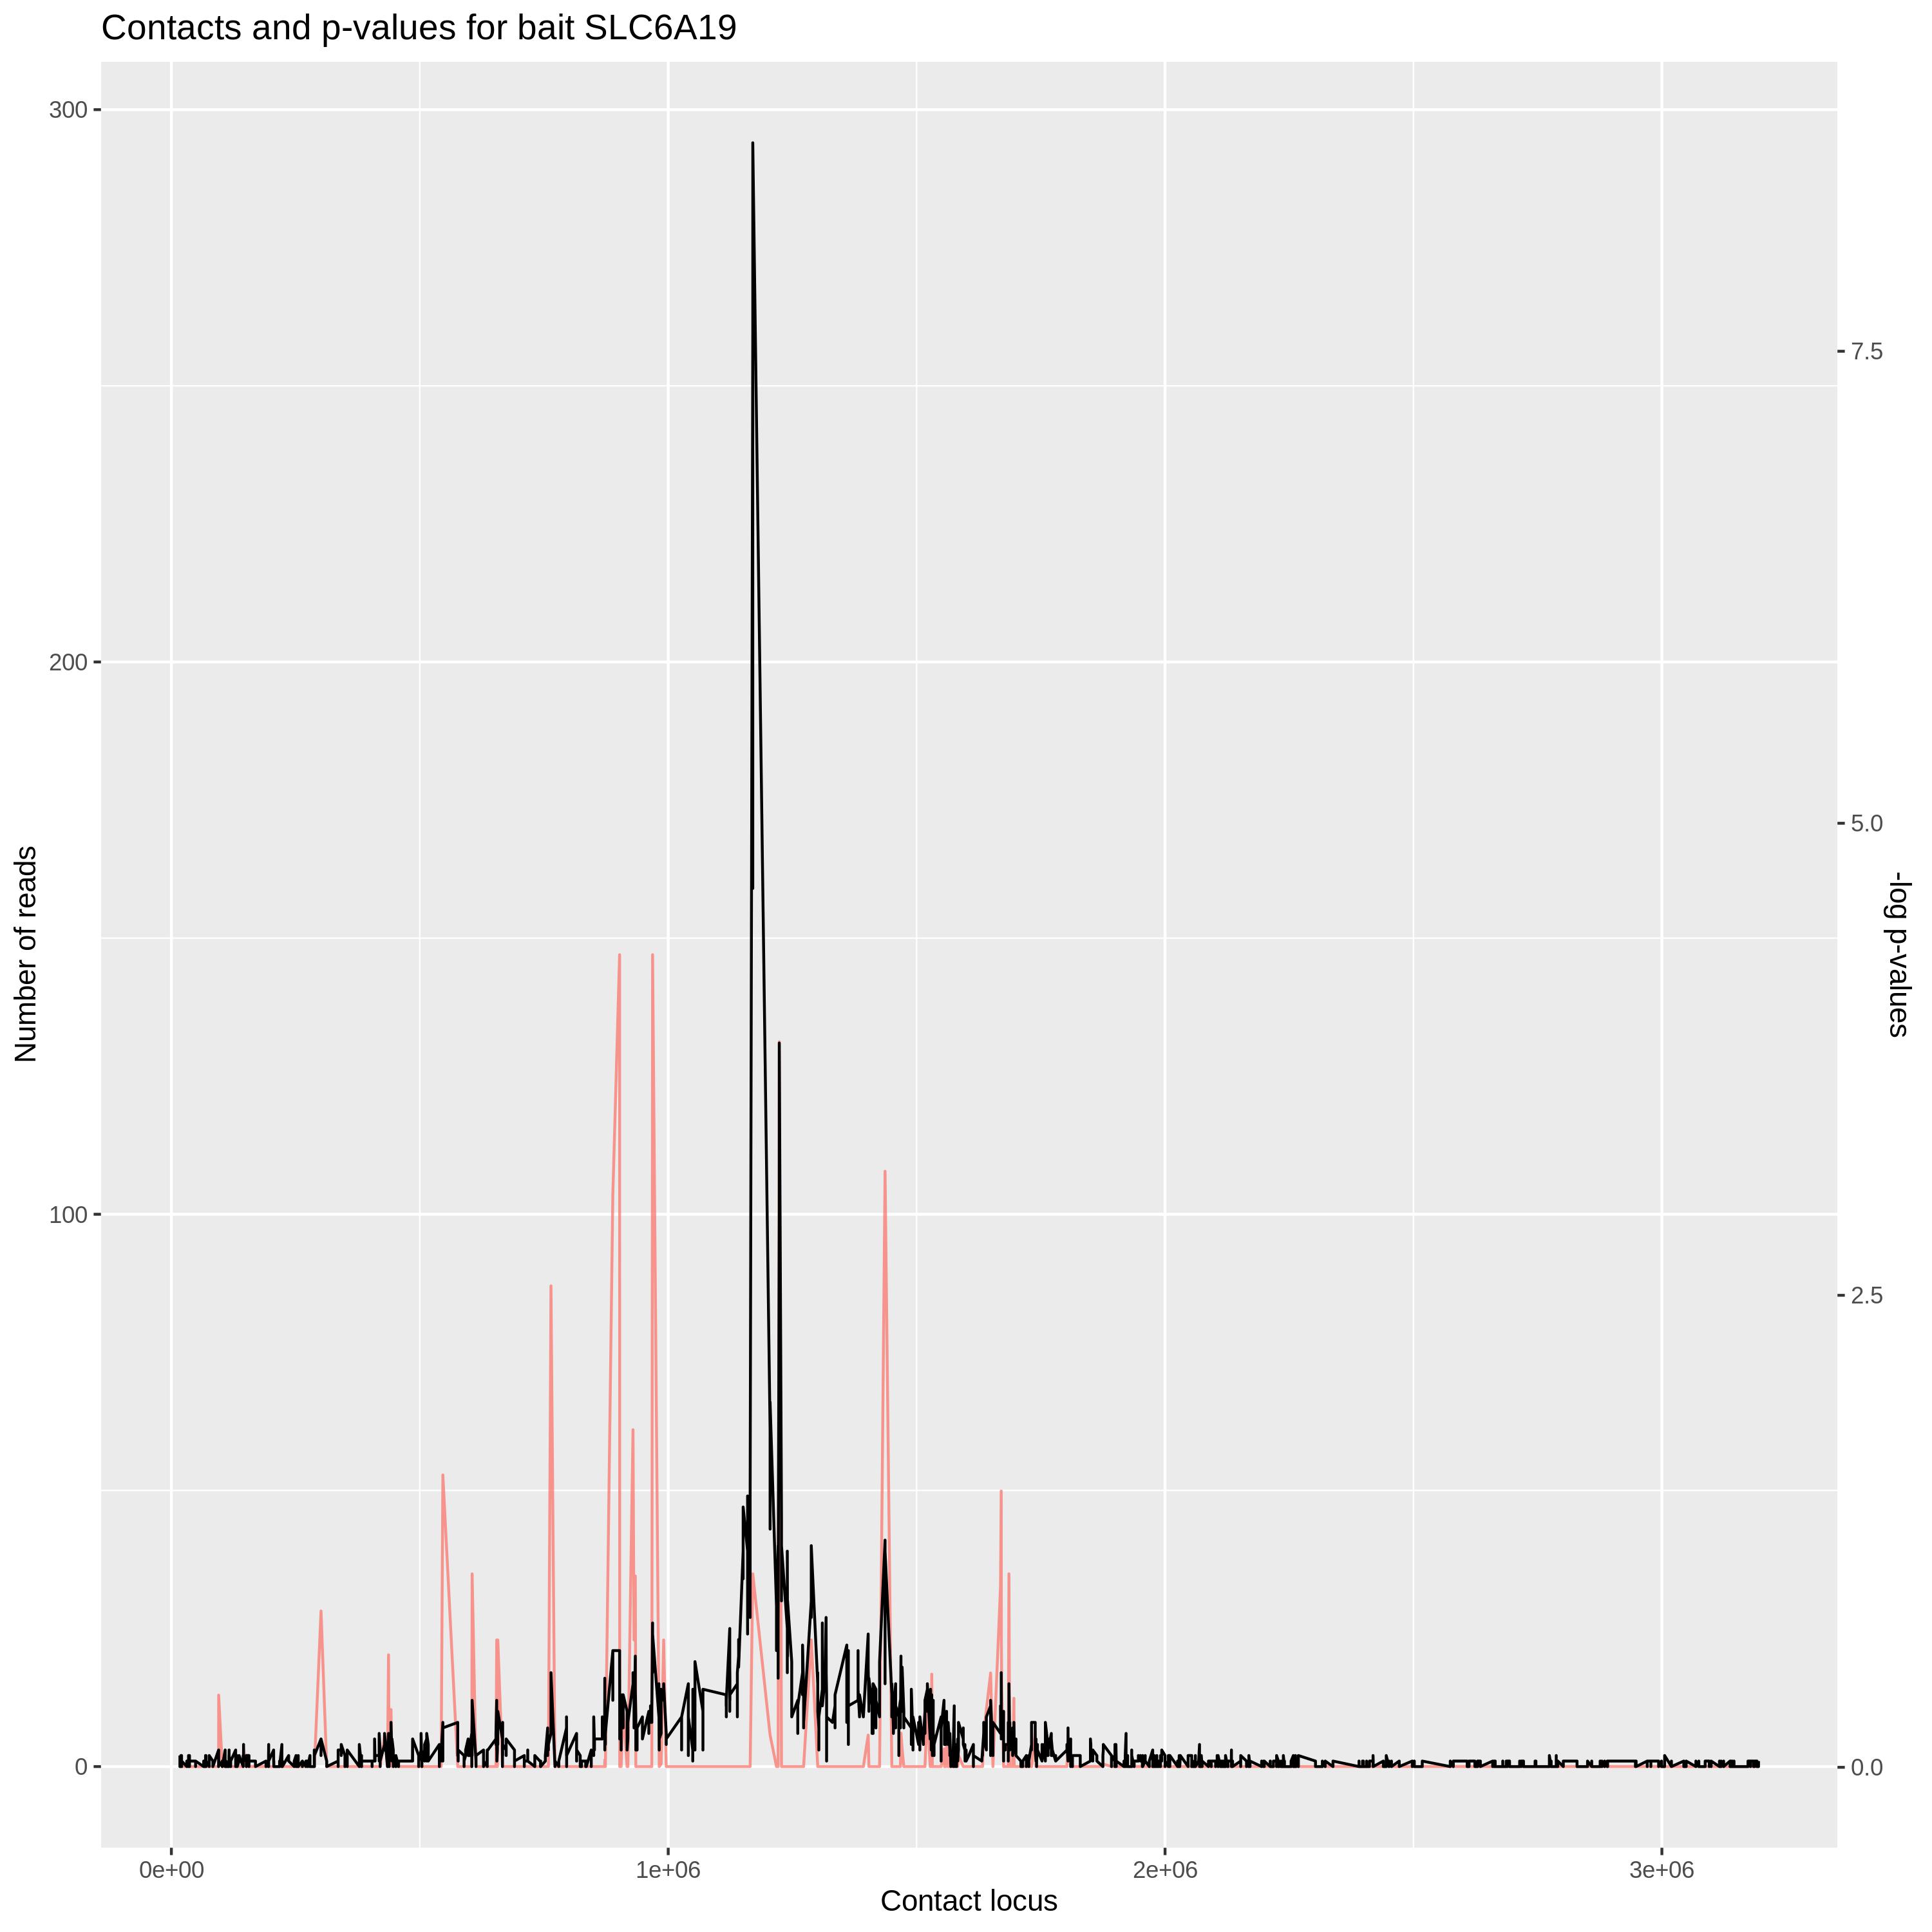 Contacts and p-values for bait SLC6A19
300
200
100
0
Number of reads
7.5
5.0
2.5
0.0
-log p-values
0e+00
1e+06
2e+06
3e+06
Contact locus